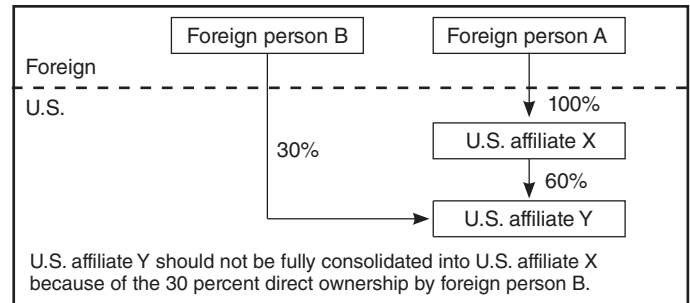 Foreign person B
Foreign person A
Foreign
U.S.
100%
U.S. affiliate X
30%
60%
U.S. affiliate Y
U.S. affiliate Y should not be fully consolidated into U.S. affiliate X
because of the 30 percent direct ownership by foreign person B.